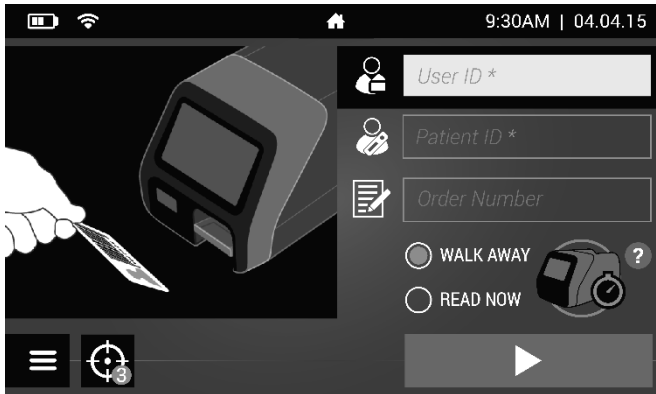 9:30AM | 04.04.15
User ID *
Patient ID *
Order Number
WALK AWAY
?
READ NOW
3